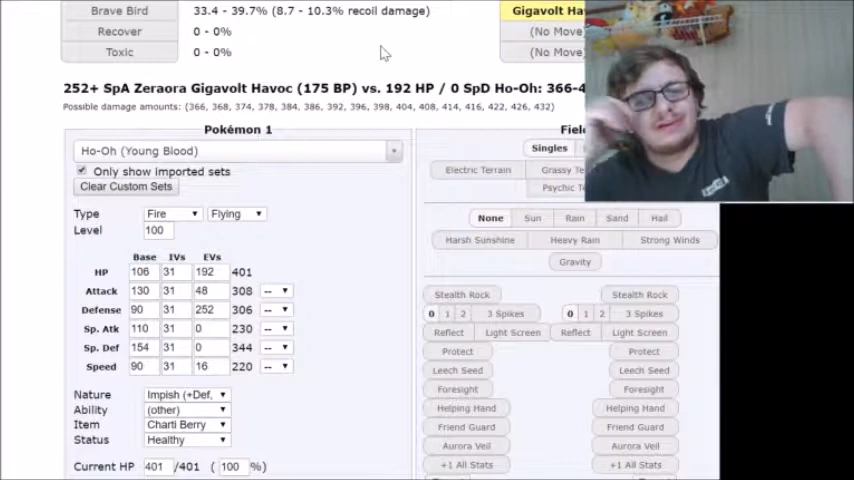 Brave Bird 33.4 - 39.7% (8.7 - 10.3% recoil damage) Gigavolt Ha
Recover 0 - 0% (No Move)
Toxic 0 - 0% (No Move)
252+ SpA Zeraora Gigavolt Havoc (175 BP) vs. 192 HP / 0 SpD Ho-Oh: 366-4
Possible damage amounts: (366, 368, 374, 378, 384, 386, 392, 396, 398, 404, 408, 414, 416, 422, 426, 432)
Pokémon 1
Ho-Oh (Young Blood)
Only show imported sets
Clear Custom Sets
Type Fire Flying
Level 100
Base IVs EVs
HP 106 31 192 401
Attack 130 31 48 308 --
Defense 90 31 252 306 --
Sp. Atk 110 31 0 230 --
Sp. Def 154 31 0 344 --
Speed 90 31 16 220 --
Nature Impish (+Def,
Ability (other)
Item Charti Berry
Status Healthy
Current HP 401 /401 ( 100 %)
Field
Singles
Electric Terrain Grassy Te
Psychic Te
None Sun Rain Sand Hail
Harsh Sunshine Heavy Rain Strong Winds
Gravity
Stealth Rock Stealth Rock
0 1 2 3 Spikes 0 1 2 3 Spikes
Reflect Light Screen Reflect Light Screen
Protect Protect
Leech Seed Leech Seed
Foresight Foresight
Helping Hand Helping Hand
Friend Guard Friend Guard
Aurora Veil Aurora Veil
+1 All Stats +1 All Stats